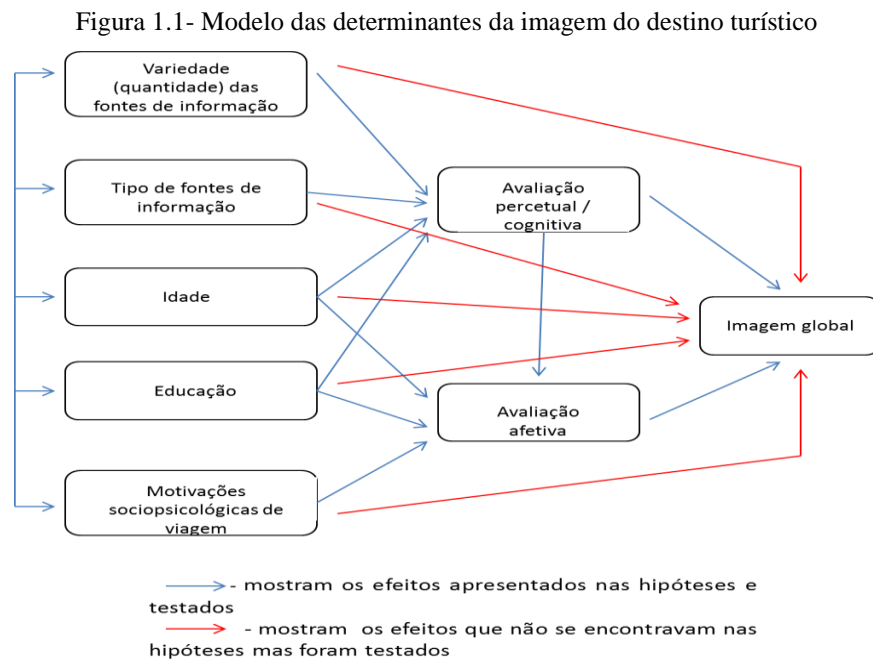 Figura 1.1- Modelo das determinantes da imagem do destino turístico
Variedade
(quantidade) das
fontes de informação
Tipo de fontes de
informação
Avaliação
percetual /
cognitiva
Idade
Imagem global
Educação
Avaliação
afetiva
Motivações
sociopsicológicas de
viagem
- mostram os efeitos apresentados nas hipóteses e
testados
- mostram os efeitos que não se encontravam nas
hipóteses mas foram testados